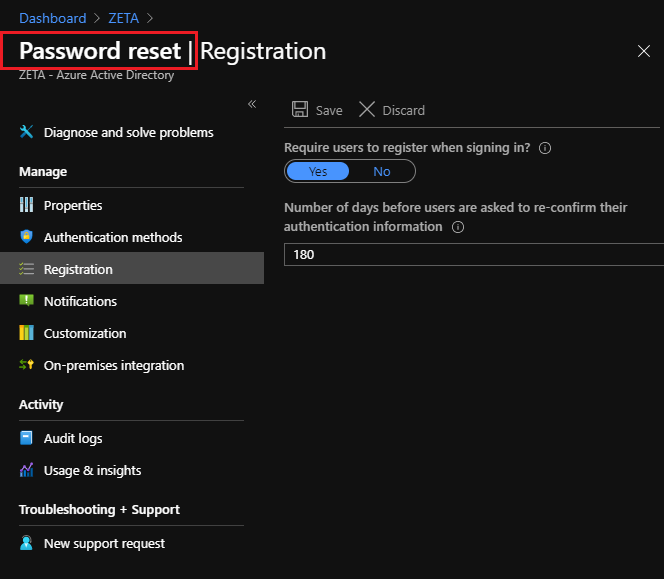 Dashboard > ZETA >
Password reset | Registration
ZETA - Azure Active Directory
«
Diagnose and solve problems
Manage
Properties
Authentication methods
Registration
Notifications
Customization
On-premises integration
Activity
Audit logs
Usage & insights
Troubleshooting + Support
New support request
Save Discard
Require users to register when signing in?
Yes No
Number of days before users are asked to re-confirm their
authentication information
180